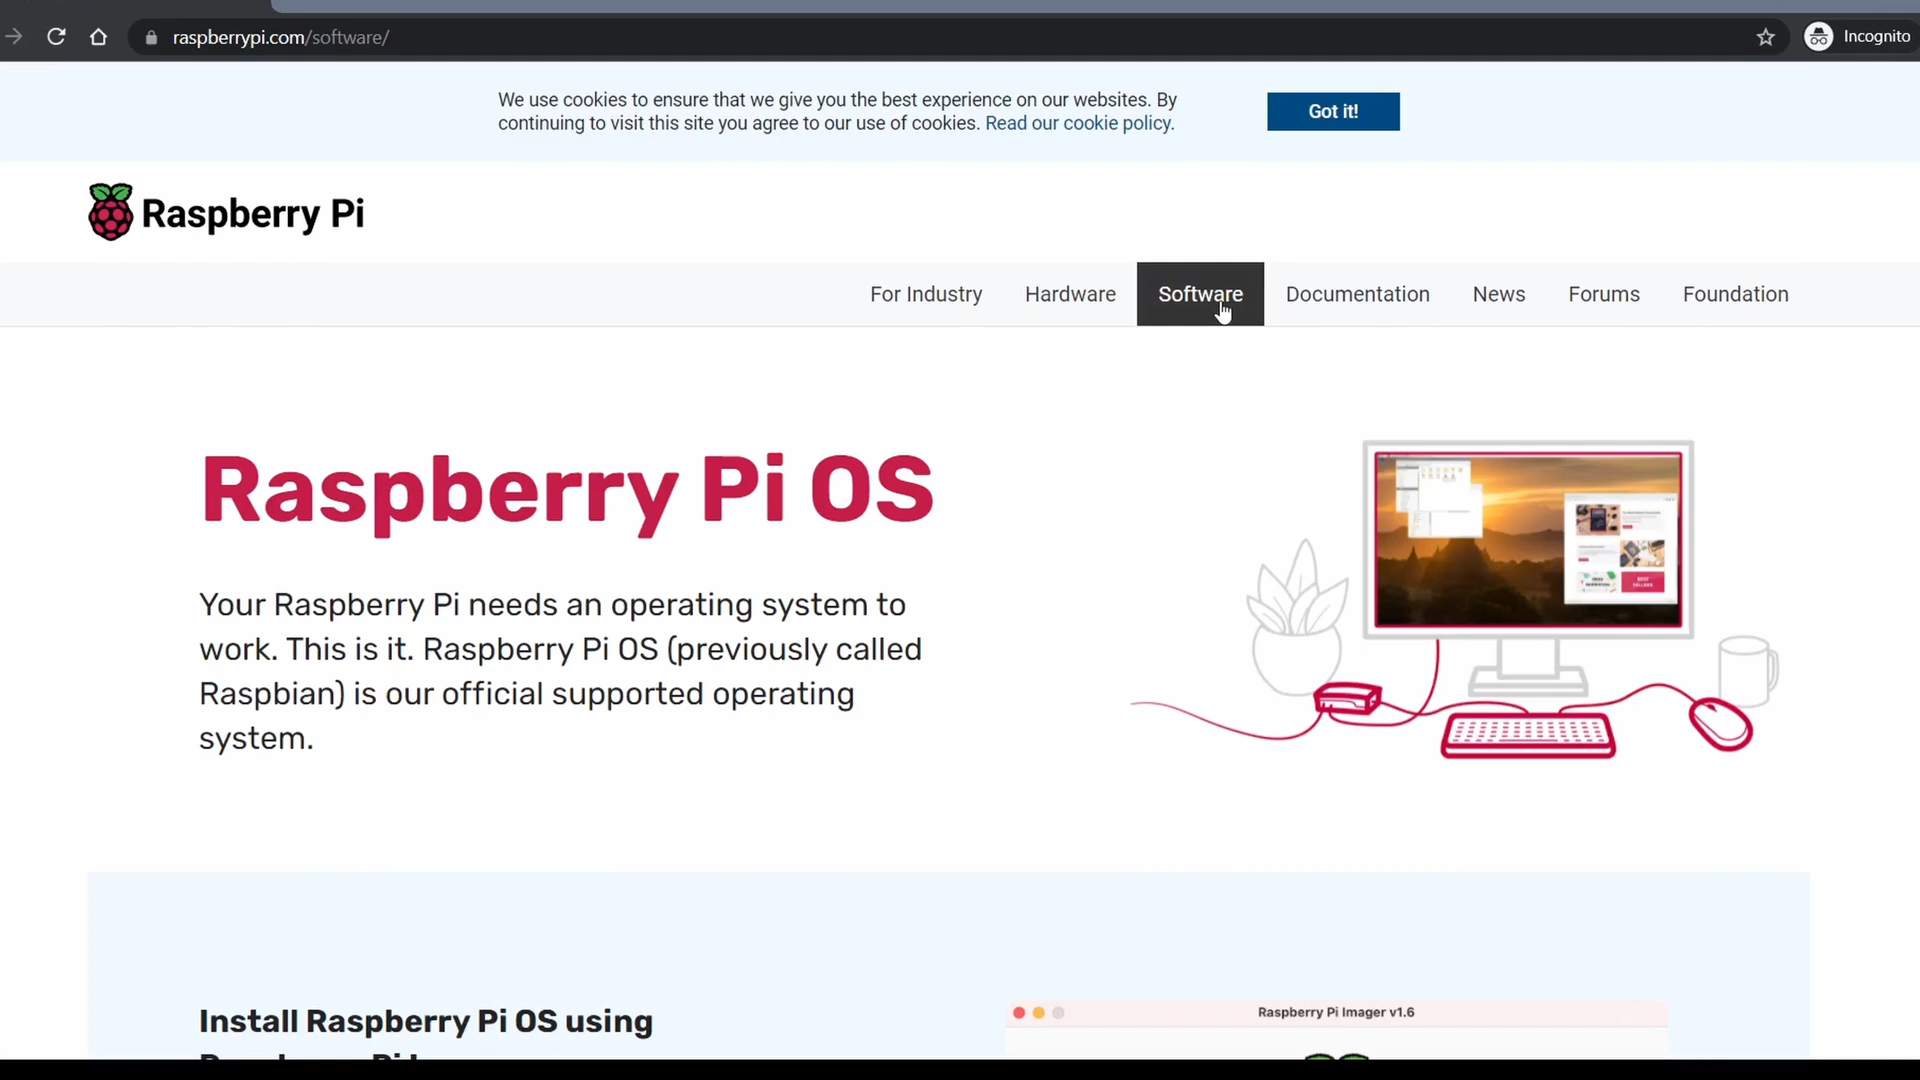 raspberrypi.com/software/
Incognito
We use cookies to ensure that we give you the best experience on our websites. By
continuing to visit this site you agree to our use of cookies. Read our cookie policy.
Got it!
Raspberry Pi
For Industry
Hardware
Software
Documentation
News
Forums
Foundation
Raspberry Pi OS
Your Raspberry Pi needs an operating system to
work. This is it. Raspberry Pi OS (previously called
Raspbian) is our official supported operating
system.
BEST
SELLERS
Install Raspberry Pi OS using
Raspberry Pi Imager v1.6